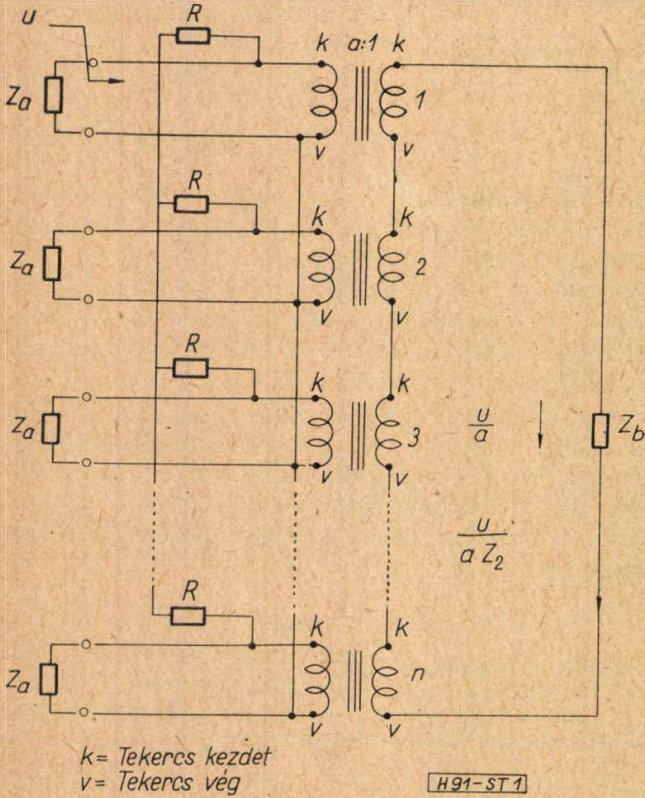 u
R
k a:1 k
Za
1
v v
R
k k
Za
2
v v
R
k k
Za
3
v v
u/a
Zb
u/a Z2
R
k k
Za
n
v v
k= Tekercs kezdet
v= Tekercs vég
H91-ST1